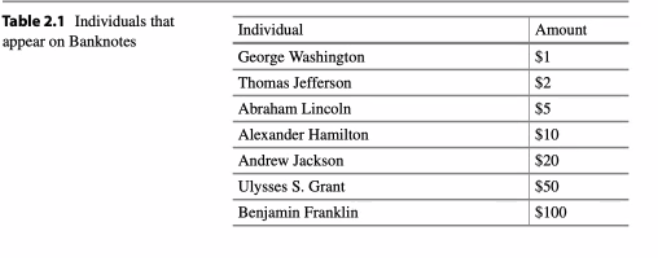 Table 2.1 Individuals that
appear on Banknotes
Individual Amount
George Washington $1
Thomas Jefferson $2
Abraham Lincoln $5
Alexander Hamilton $10
Andrew Jackson $20
Ulysses S. Grant $50
Benjamin Franklin $100